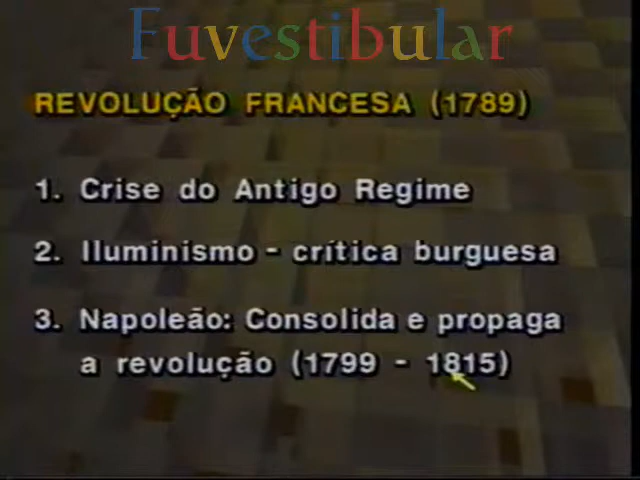 Fuvestibular
REVOLUÇÃO FRANCESA (1789)
1. Crise do Antigo Regime
2. Iluminismo - crítica burguesa
3. Napoleão: Consolida e propaga
a revolução (1799 - 1815)